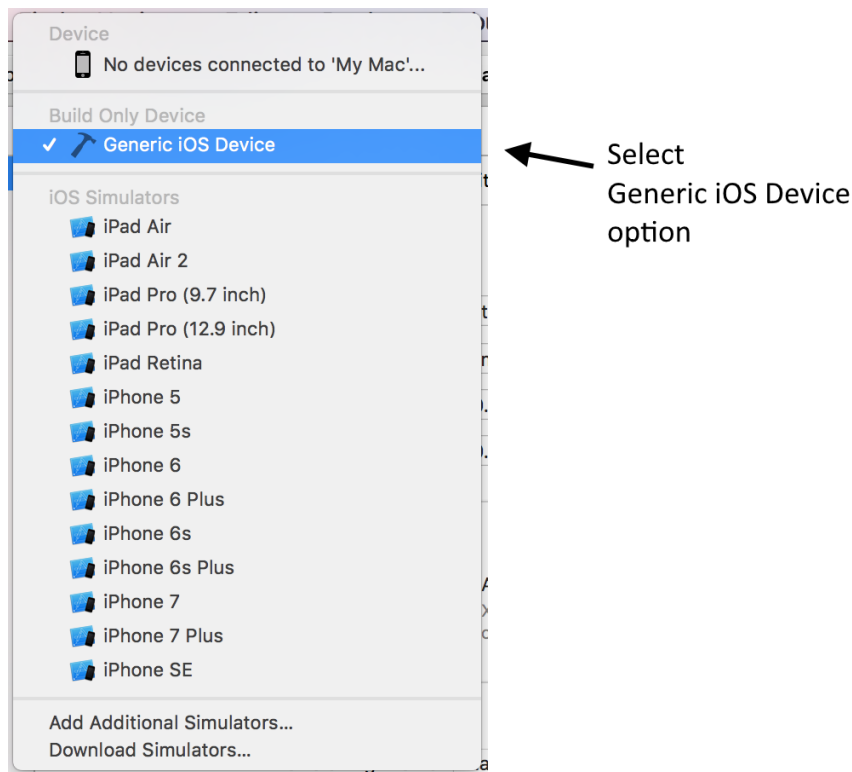 Device
No devices connected to 'My Mac'...
Build Only Device
Generic iOS Device
iOS Simulators
iPad Air
iPad Air 2
iPad Pro (9.7 inch)
iPad Pro (12.9 inch)
iPad Retina
iPhone 5
iPhone 5s
iPhone 6
iPhone 6 Plus
iPhone 6s
iPhone 6s Plus
iPhone 7
iPhone 7 Plus
iPhone SE
Add Additional Simulators...
Download Simulators...
Select
Generic iOS Device
option